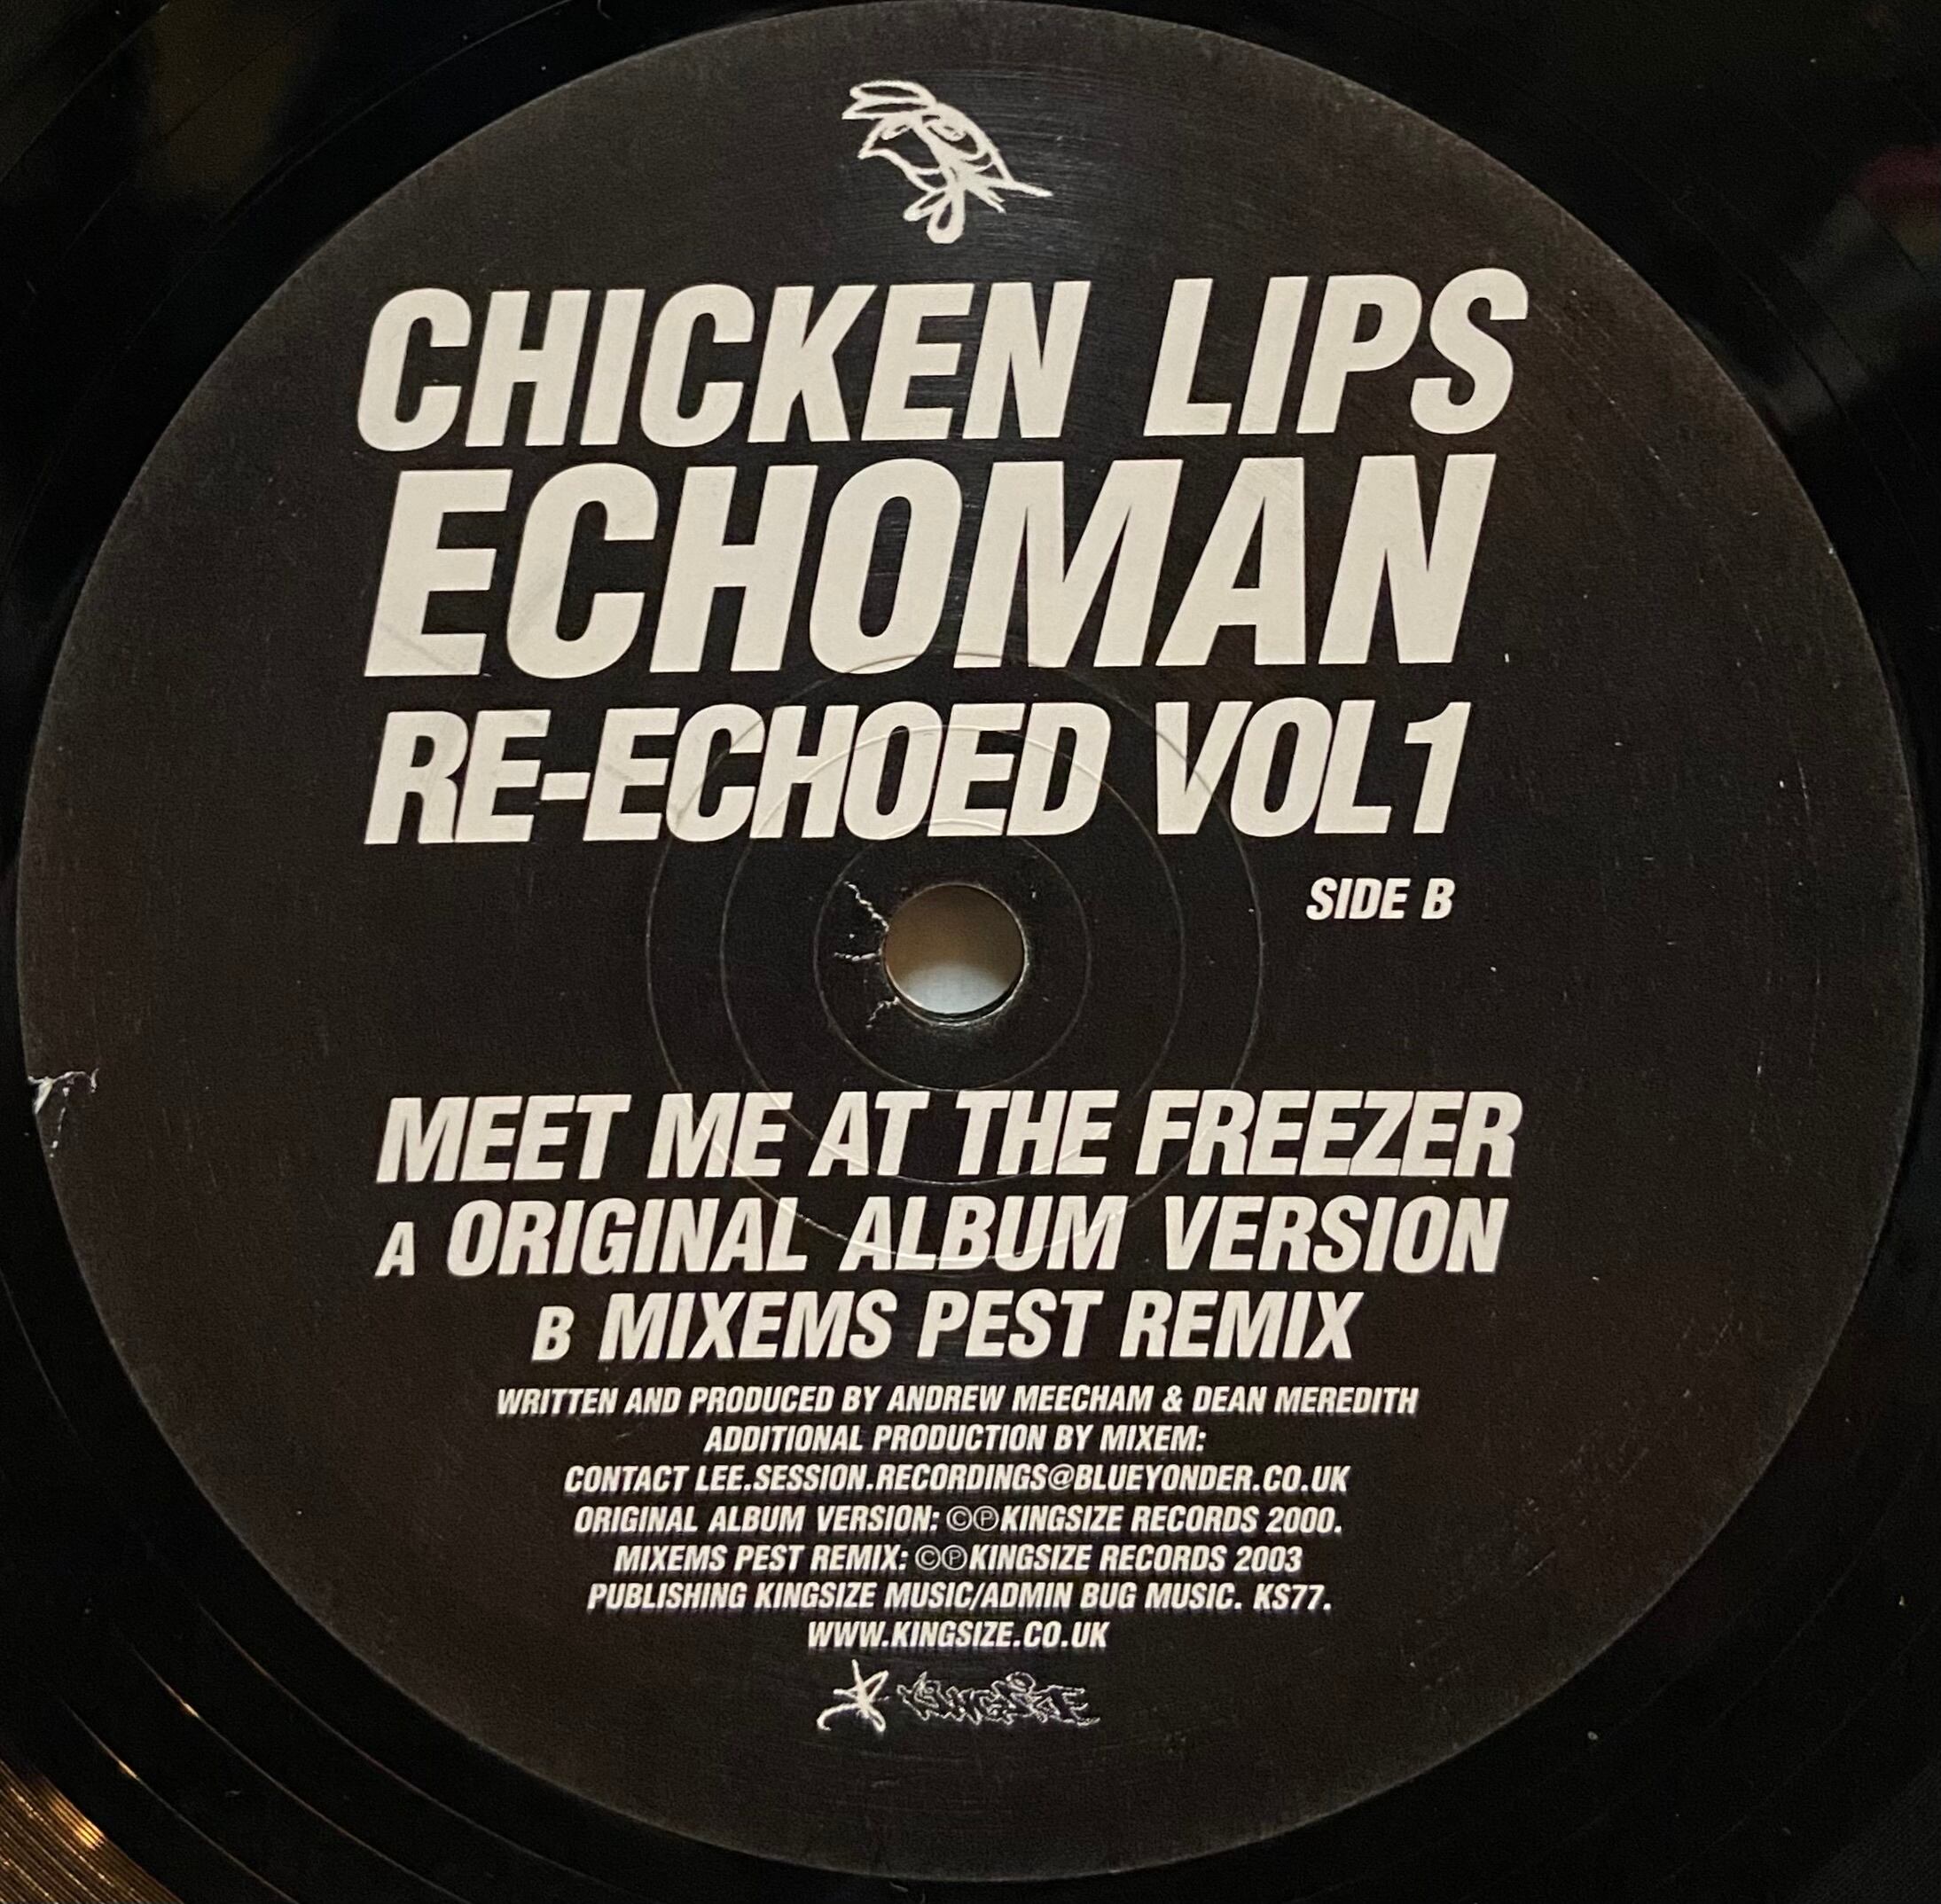 CHICKEN LIPS
ECHOMAN
RE-ECHOED VOL1
SIDE B
MEET ME AT THE FREEZER
A ORIGINAL ALBUM VERSION
B MIXEMS PEST REMIX
WRITTEN AND PRODUCED BY ANDREW MEECHAM & DEAN MEREDITH
ADDITIONAL PRODUCTION BY MIXEM:
CONTACT LEE.SESSION.RECORDINGS@BLUEYONDER.CO.UK
ORIGINAL ALBUM VERSION: ©℗KINGSIZE RECORDS 2000.
MIXEMS PEST REMIX: ©℗KINGSIZE RECORDS 2003
PUBLISHING KINGSIZE MUSIC/ADMIN BUG MUSIC. KS77.
WWW.KINGSIZE.CO.UK
KINGSIZE